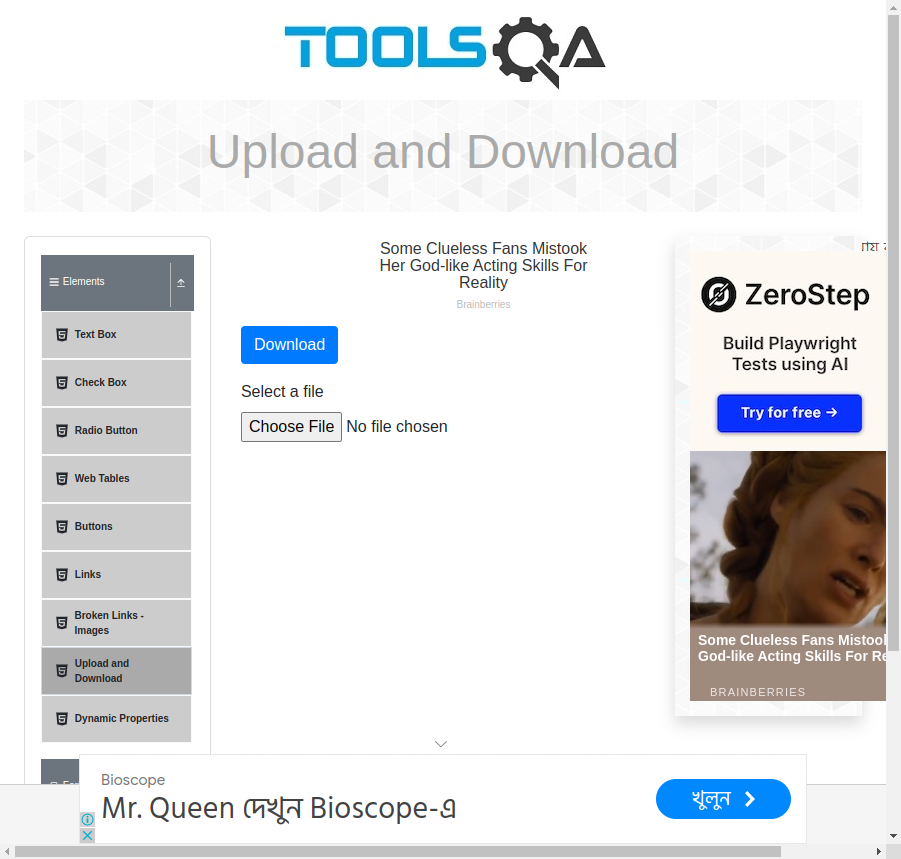 TOOLSQA
Upload and Download
Elements
Text Box
Check Box
Radio Button
Web Tables
Buttons
Links
Broken Links -
Images
Upload and
Download
Dynamic Properties
Some Clueless Fans Mistook
Her God-like Acting Skills For
Reality
Brainberries
Download
Select a file
Choose File No file chosen
ZeroStep
Build Playwright
Tests using AI
Try for free →
Some Clueless Fans Mistook
God-like Acting Skills For Re
BRAINBERRIES
Bioscope
Mr. Queen দেখুন Bioscope-এ
খুলুন